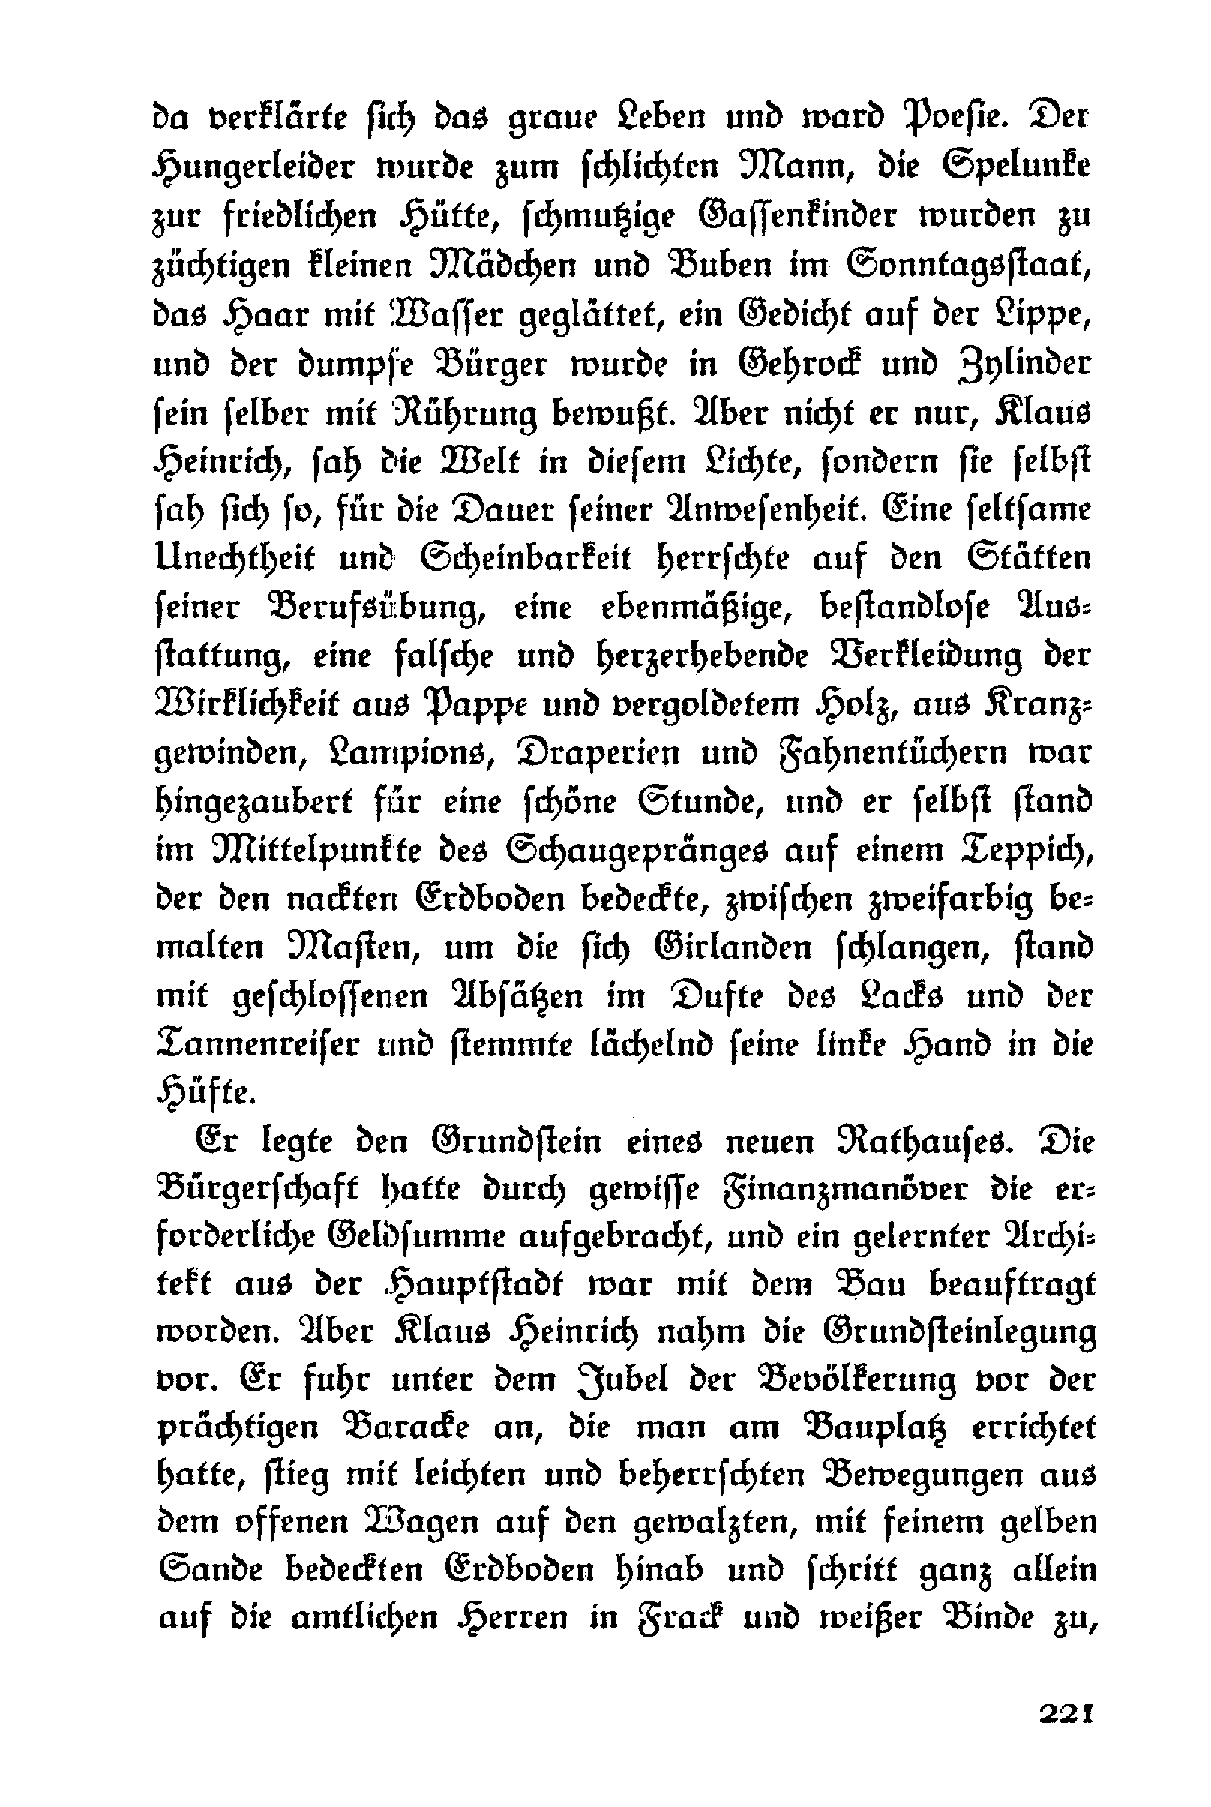 da verklärte sich das graue Leben und ward Poesie. Der
Hungerleider wurde zum schlichten Mann, die Spelunke
zur friedlichen Hütte, schmutzige Gassenkinder wurden zu
züchtigen kleinen Mädchen und Buben im Sonntagsstaat,
das Haar mit Wasser geglättet, ein Gedicht auf der Lippe,
und der dumpfe Bürger wurde in Gehrock und Zylinder
sein selber mit Rührung bewußt. Aber nicht er nur, Klaus
Heinrich, sah die Welt in diesem Lichte, sondern sie selbst
sah sich so, für die Dauer seiner Anwesenheit. Eine seltsame
Unechtheit und Scheinbarkeit herrschte auf den Stätten
seiner Berufsübung, eine ebenmäßige, bestandlose Aus-
stattung, eine falsche und herzerhebende Verkleidung der
Wirklichkeit aus Pappe und vergoldetem Holz, aus Kranz-
gewinden, Lampions, Draperien und Fahnentüchern war
hingezaubert für eine schöne Stunde, und er selbst stand
im Mittelpunkte des Schaugepränges auf einem Teppich,
der den nackten Erdboden bedeckte, zwischen zweifarbig be-
malten Masten, um die sich Girlanden schlangen, stand
mit geschlossenen Absätzen im Dufte des Lacks und der
Tannenreiser und stemmte lächelnd seine linke Hand in die
Hüfte.
Er legte den Grundstein eines neuen Rathauses. Die
Bürgerschaft hatte durch gewisse Finanzmanöver die er-
forderliche Geldsumme aufgebracht, und ein gelernter Archi-
tekt aus der Hauptstadt war mit dem Bau beauftragt
worden. Aber Klaus Heinrich nahm die Grundsteinlegung
vor. Er fuhr unter dem Jubel der Bevölkerung vor der
prächtigen Baracke an, die man am Bauplatz errichtet
hatte, stieg mit leichten und beherrschten Bewegungen aus
dem offenen Wagen auf den gewalzten, mit feinem gelben
Sande bedeckten Erdboden hinab und schritt ganz allein
auf die amtlichen Herren in Frack und weißer Binde zu,
221